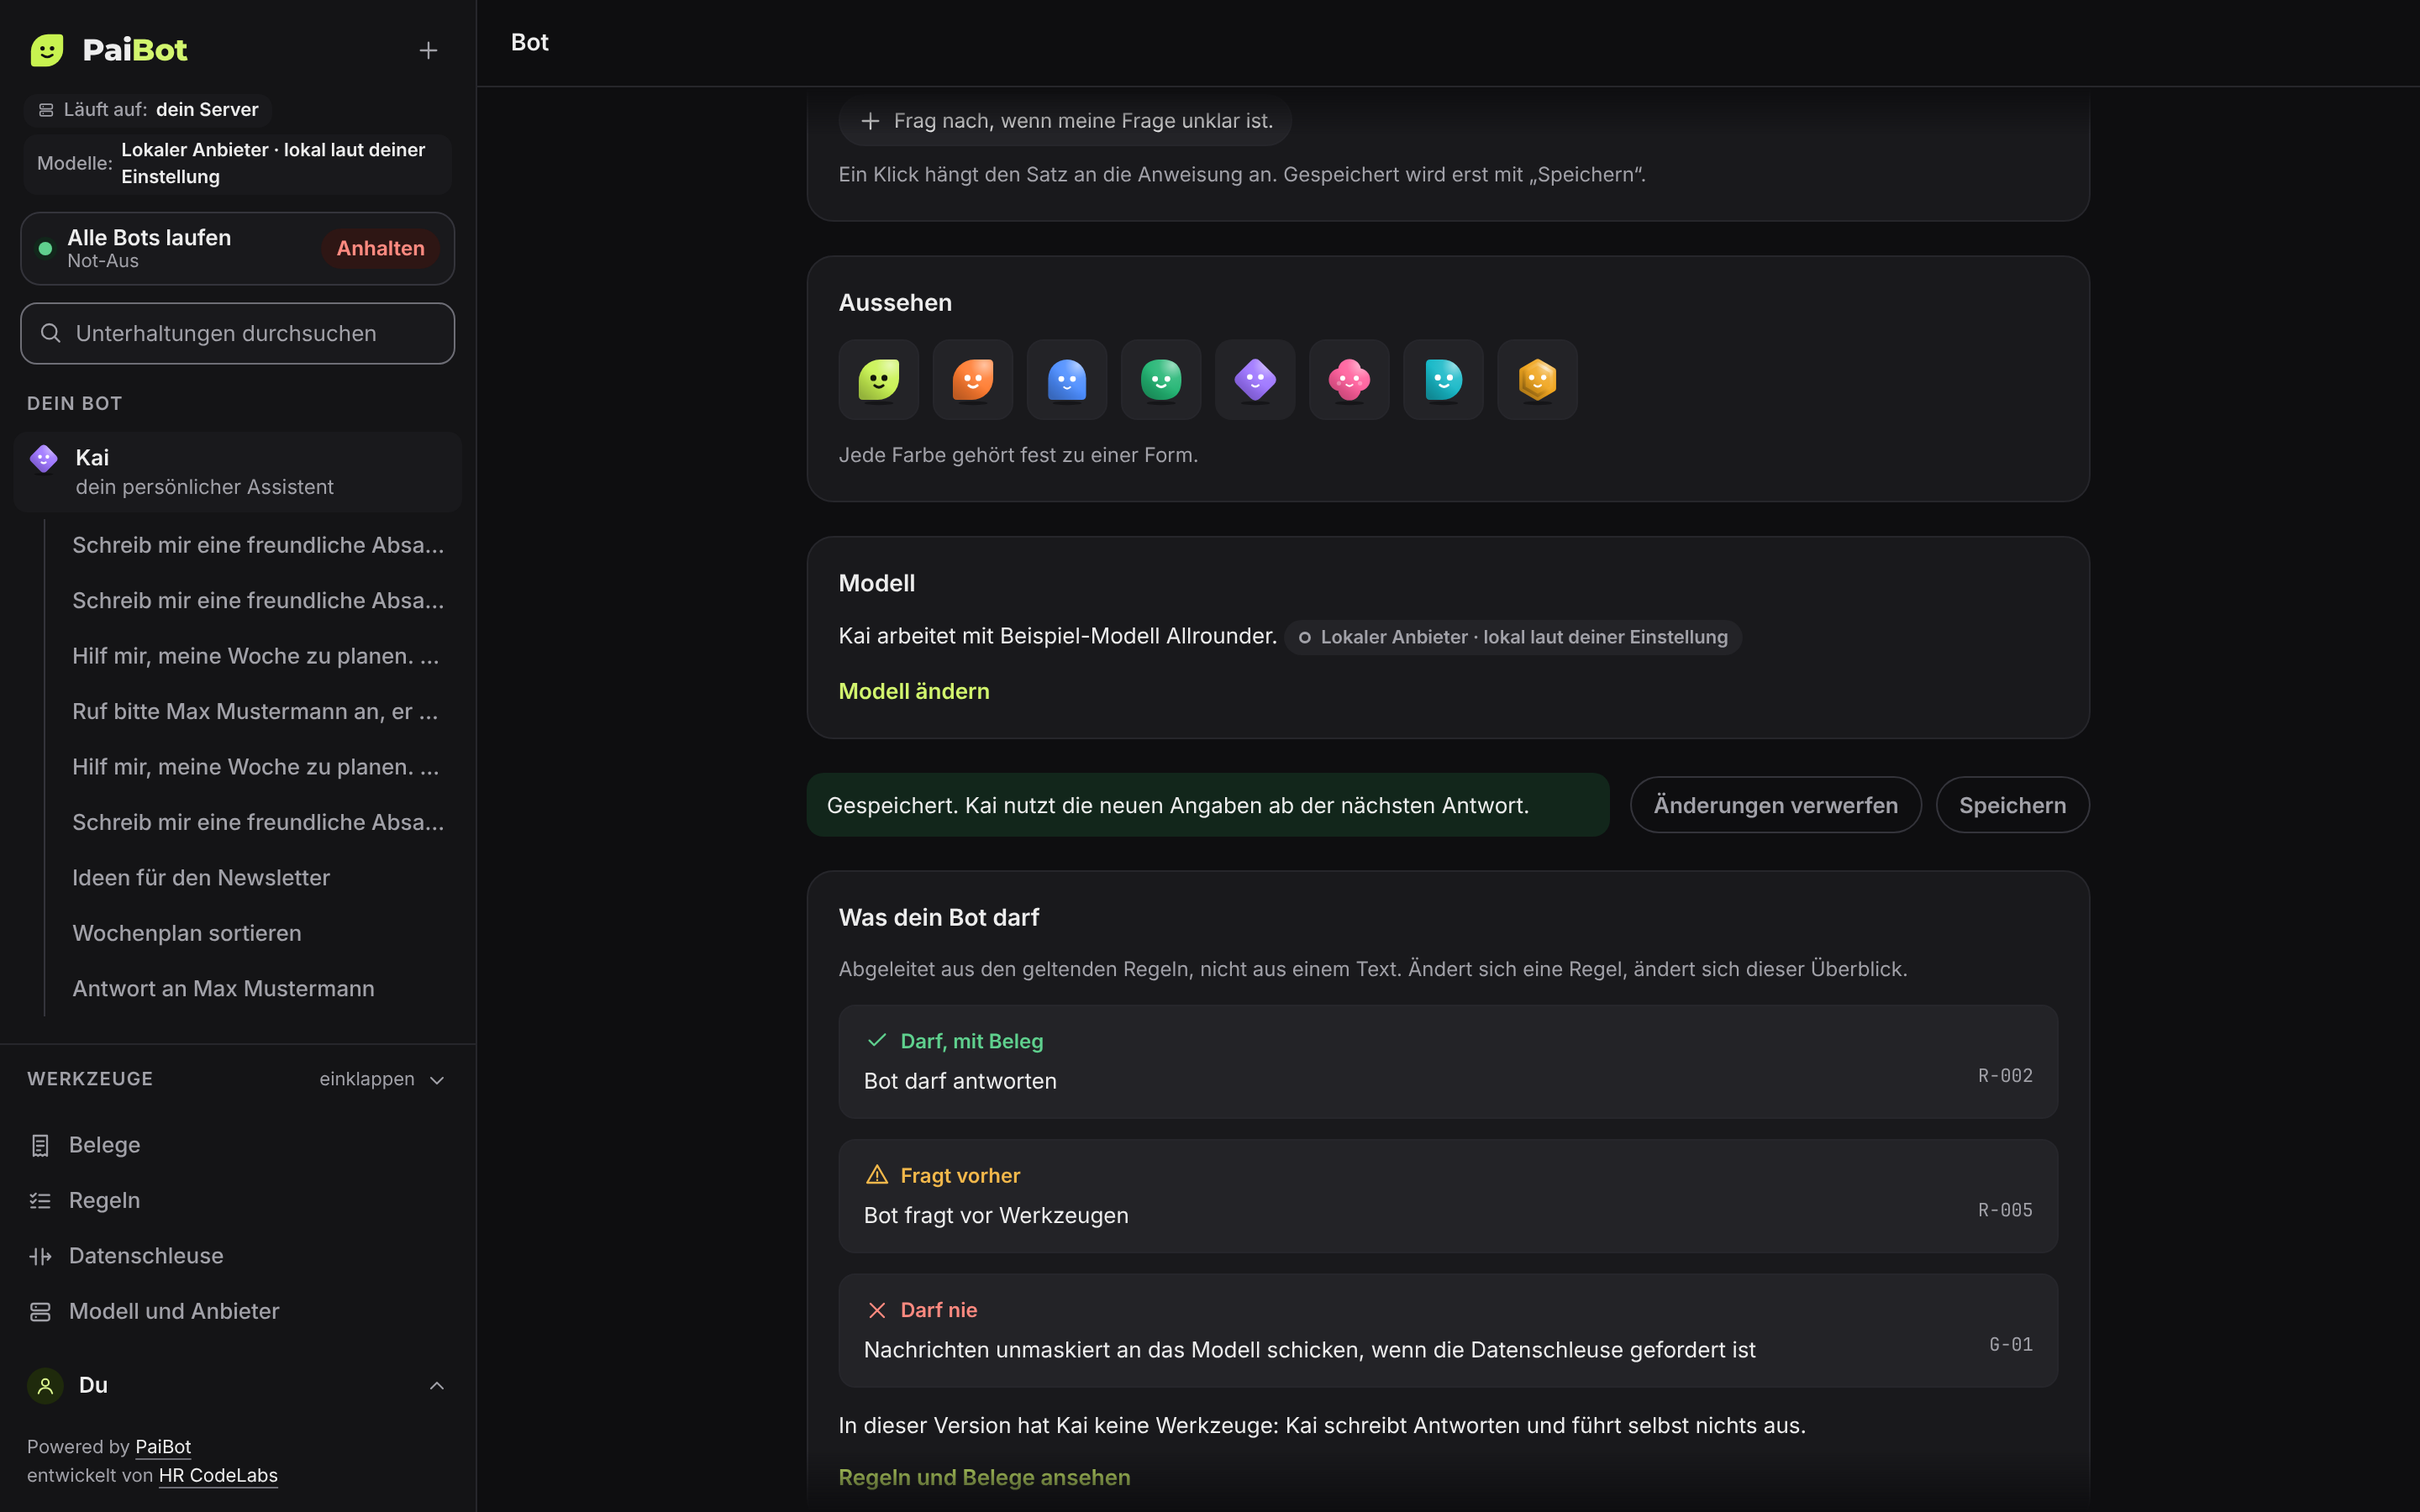 PaiBot
Läuft auf: dein Server
Modelle: Lokaler Anbieter · lokal laut deiner
Einstellung
Alle Bots laufen
Not-Aus
Anhalten
Unterhaltungen durchsuchen
DEIN BOT
Kai
dein persönlicher Assistent
Schreib mir eine freundliche Absa...
Schreib mir eine freundliche Absa...
Hilf mir, meine Woche zu planen. ...
Ruf bitte Max Mustermann an, er ...
Hilf mir, meine Woche zu planen. ...
Schreib mir eine freundliche Absa...
Ideen für den Newsletter
Wochenplan sortieren
Antwort an Max Mustermann
WERKZEUGE
einklappen
Belege
Regeln
Datenschleuse
Modell und Anbieter
Du
Powered by PaiBot
entwickelt von HR CodeLabs
Bot
Frag nach, wenn meine Frage unklar ist.
Ein Klick hängt den Satz an die Anweisung an. Gespeichert wird erst mit „Speichern“.
Aussehen
Jede Farbe gehört fest zu einer Form.
Modell
Kai arbeitet mit Beispiel-Modell Allrounder. Lokaler Anbieter · lokal laut deiner Einstellung
Modell ändern
Gespeichert. Kai nutzt die neuen Angaben ab der nächsten Antwort.
Änderungen verwerfen
Speichern
Was dein Bot darf
Abgeleitet aus den geltenden Regeln, nicht aus einem Text. Ändert sich eine Regel, ändert sich dieser Überblick.
Darf, mit Beleg
Bot darf antworten
R-002
Fragt vorher
Bot fragt vor Werkzeugen
R-005
Darf nie
Nachrichten unmaskiert an das Modell schicken, wenn die Datenschleuse gefordert ist
G-01
In dieser Version hat Kai keine Werkzeuge: Kai schreibt Antworten und führt selbst nichts aus.
Regeln und Belege ansehen